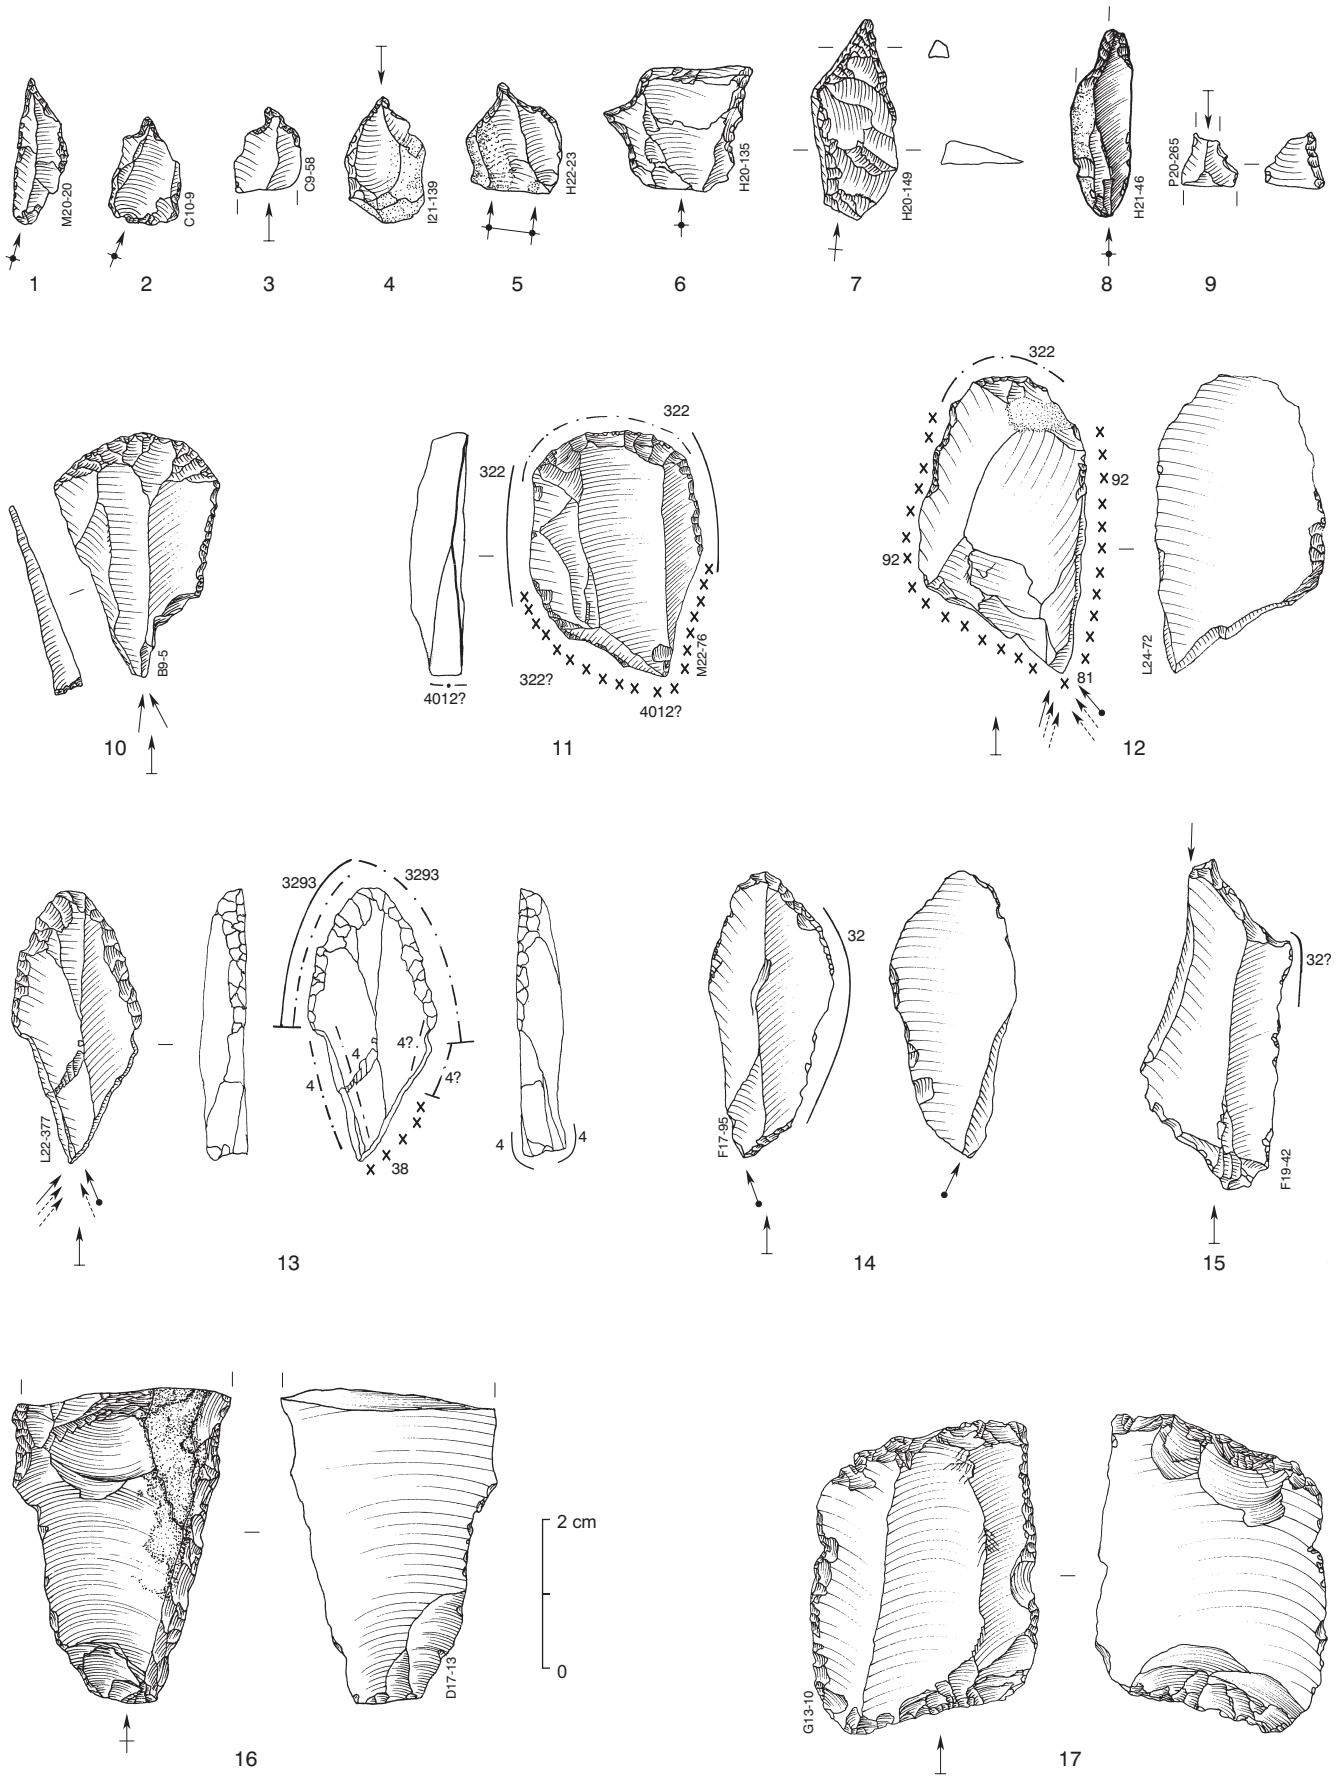 M20-20
C10-9
C9-58
I21-139
H22-23
H20-135
H20-149
H21-46
P20-265
1 2 3 4 5 6 7 8 9
322
322
322
92
92
B9-5
M22-76
L24-72
322?
4012?
4012?
81
10 11 12
3293 3293
32
32?
4 4? 4? 4
L22-377
F17-95
4 4
38
F19-42
13 14 15
2 cm
0
D17-13
G13-10
16 17